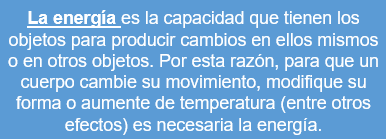 La energía es la capacidad que tienen los
objetos para producir cambios en ellos mismos
o en otros objetos. Por esta razón, para que un
cuerpo cambie su movimiento, modifique su
forma o aumente de temperatura (entre otros
efectos) es necesaria la energía.